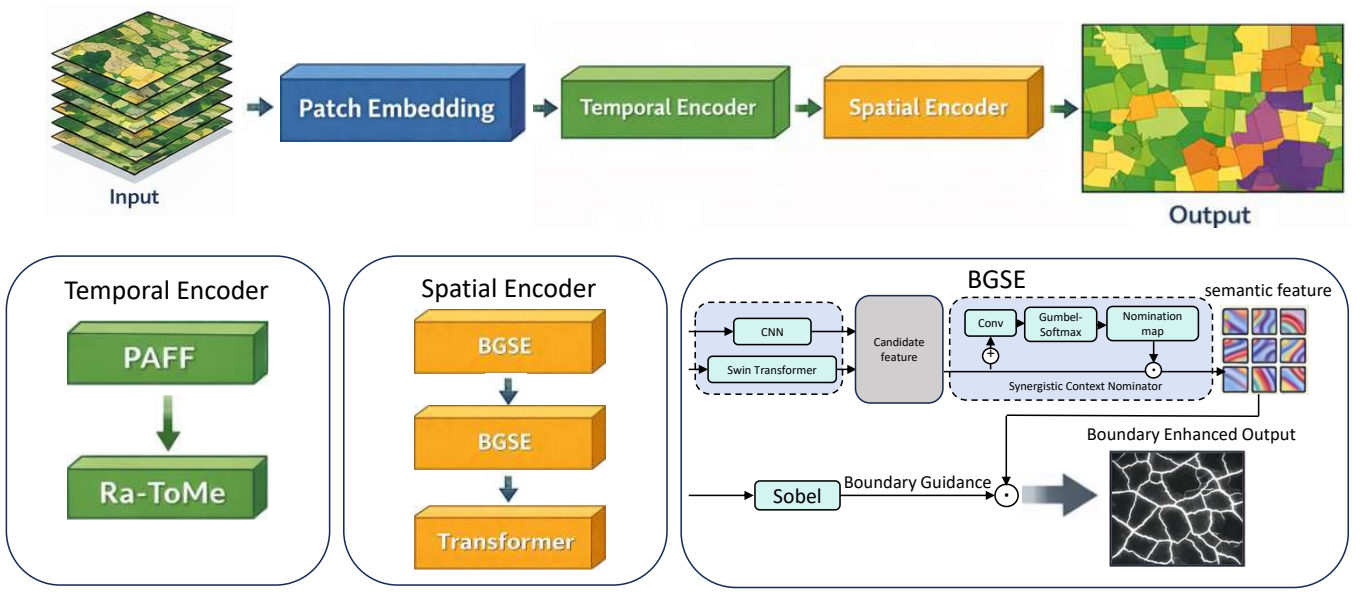 Patch Embedding
Temporal Encoder
Spatial Encoder
Input
Output
Temporal Encoder
PAFF
Ra-ToMe
Spatial Encoder
BGSE
BGSE
Transformer
BGSE
CNN
Swin Transformer
Candidate
feature
Conv
Gumbel-
Softmax
Nomination
map
Synergistic Context Nominator
semantic feature
Boundary Enhanced Output
Sobel
Boundary Guidance